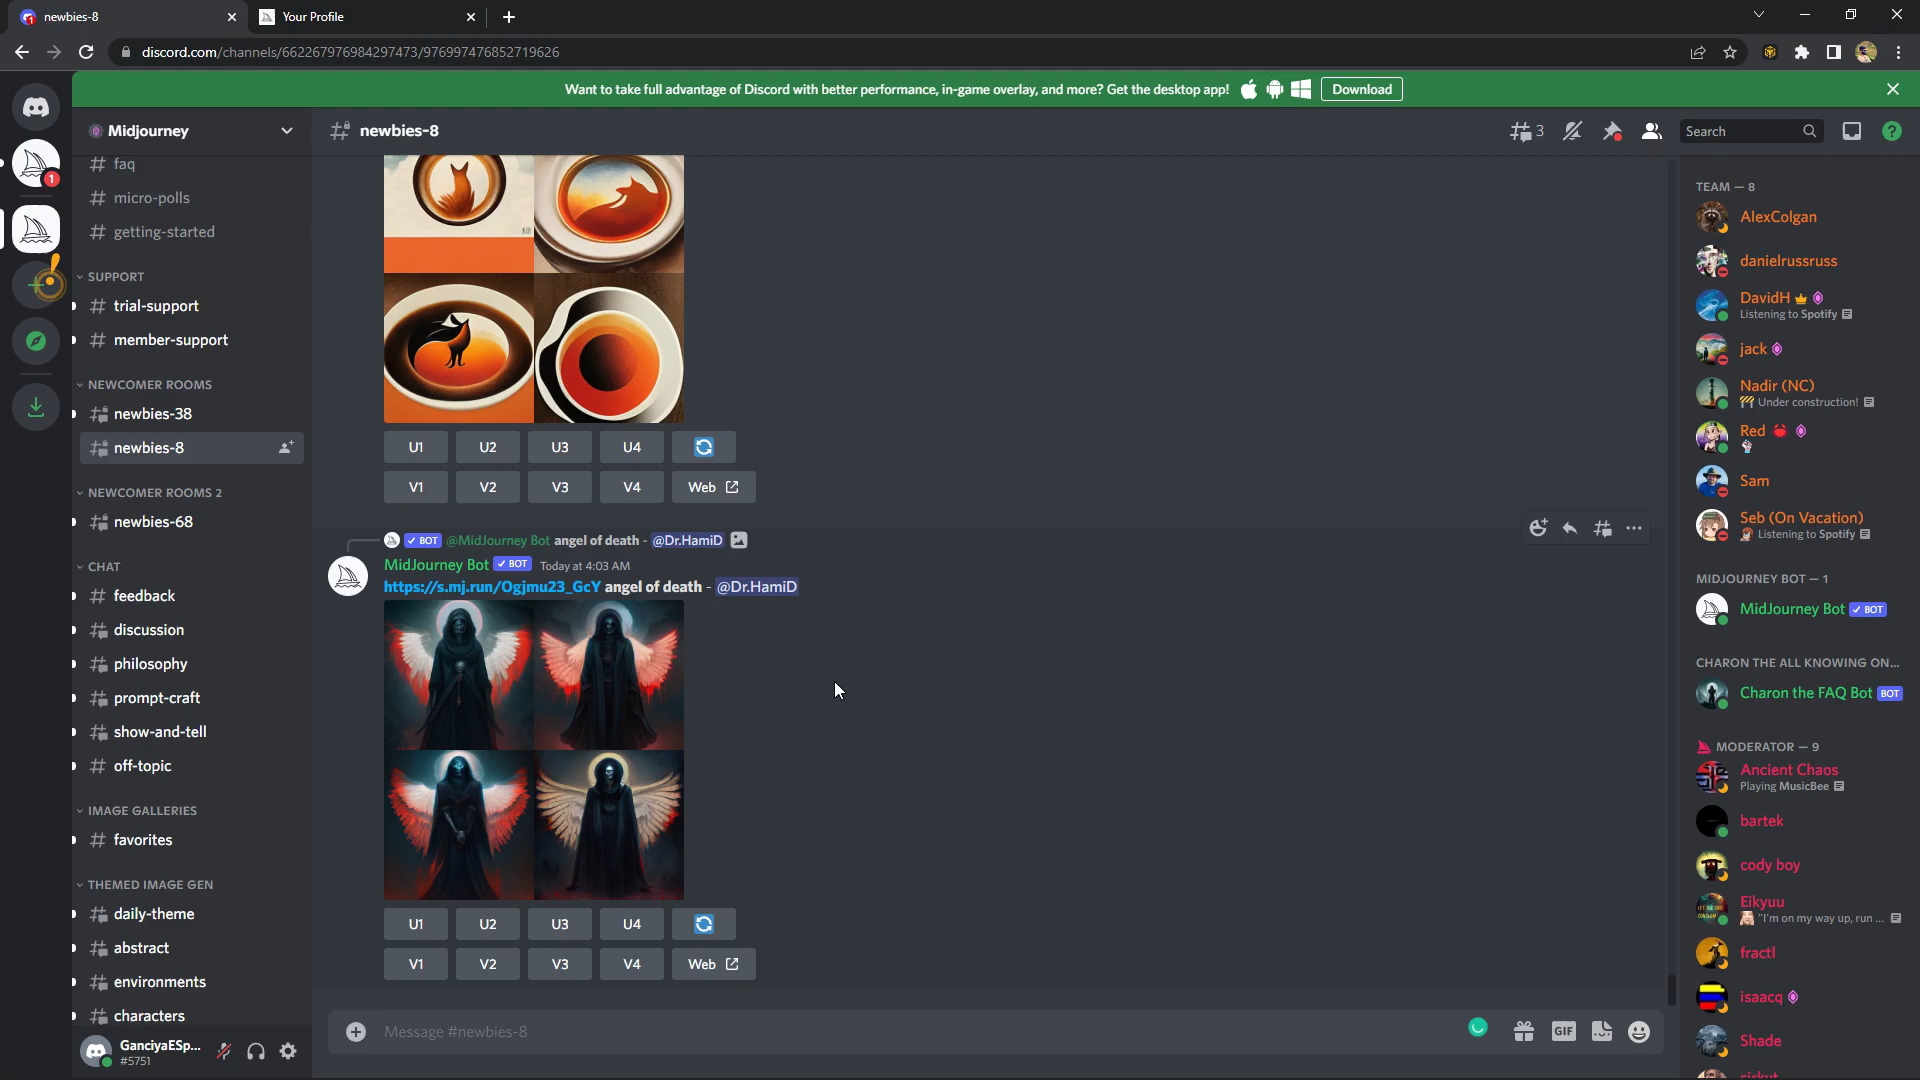 newbies-8
Your Profile
discord.com/channels/662267976984297473/976997476852719626
Want to take full advantage of Discord with better performance, in-game overlay, and more? Get the desktop app!
Download
Midjourney
newbies-8
3
Search
1
faq
micro-polls
getting-started
SUPPORT
trial-support
member-support
NEWCOMER ROOMS
newbies-38
newbies-8
NEWCOMER ROOMS 2
newbies-68
CHAT
feedback
discussion
philosophy
prompt-craft
show-and-tell
off-topic
IMAGE GALLERIES
favorites
THEMED IMAGE GEN
daily-theme
abstract
environments
characters
GanciyaESp...
#5751
U1 U2 U3 U4
V1 V2 V3 V4 Web
BOT @MidJourney Bot angel of death - @Dr.HamiD
MidJourney Bot BOT Today at 4:03 AM
https://s.mj.run/Ogjmu23_GcY angel of death - @Dr.HamiD
U1 U2 U3 U4
V1 V2 V3 V4 Web
Message #newbies-8
GIF
TEAM — 8
AlexColgan
danielrussruss
DavidH
Listening to Spotify
jack
Nadir (NC)
Under construction!
Red
Sam
Seb (On Vacation)
Listening to Spotify
MIDJOURNEY BOT — 1
MidJourney Bot BOT
CHARON THE ALL KNOWING ON...
Charon the FAQ Bot BOT
MODERATOR — 9
Ancient Chaos
Playing MusicBee
bartek
cody boy
Eikyuu
"I'm on my way up, run ...
fractl
isaacq
Shade